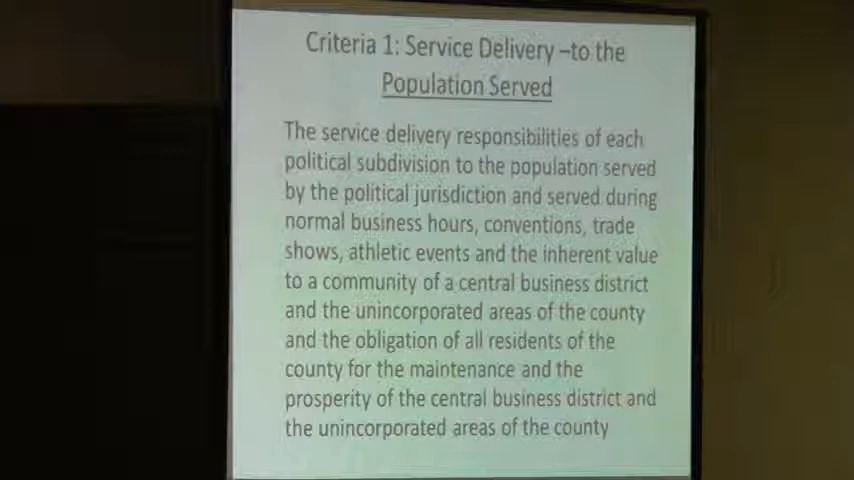 Criteria 1: Service Delivery –to the
Population Served
The service delivery responsibilities of each
political subdivision to the population served
by the political jurisdiction and served during
normal business hours, conventions, trade
shows, athletic events and the inherent value
to a community of a central business district
and the unincorporated areas of the county
and the obligation of all residents of the
county for the maintenance and the
prosperity of the central business district and
the unincorporated areas of the county